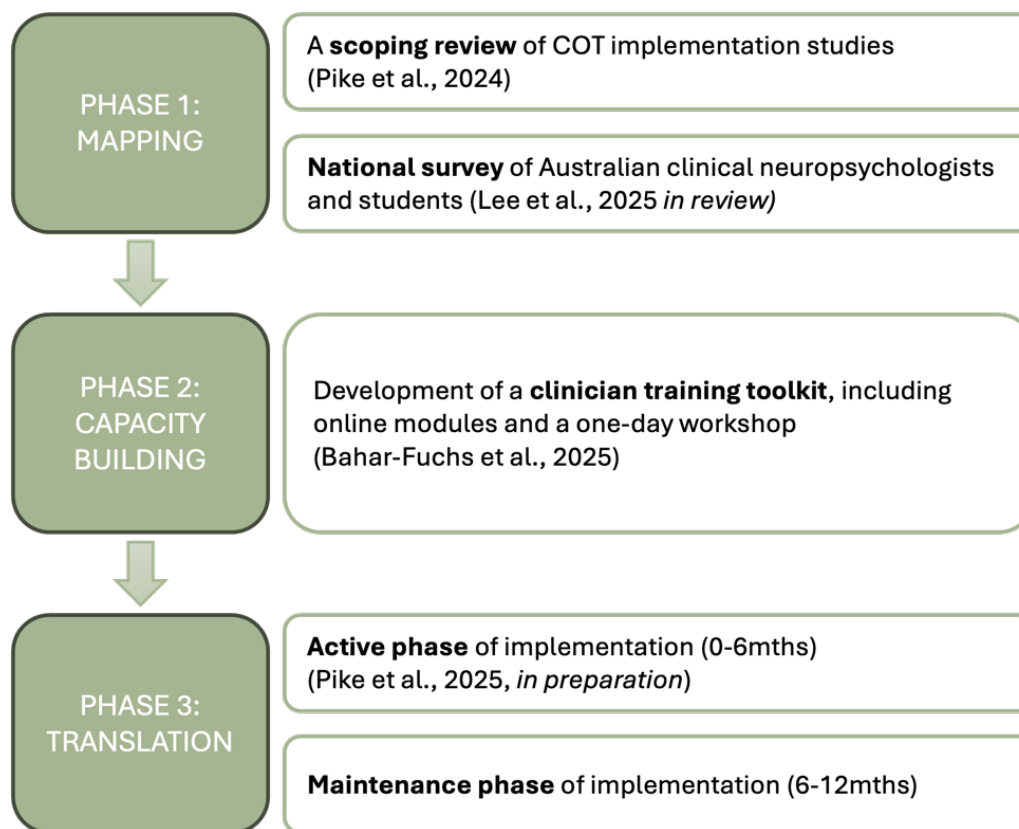 PHASE 1:
MAPPING
A scoping review of COT implementation studies
(Pike et al., 2024)
National survey of Australian clinical neuropsychologists
and students (Lee et al., 2025 in review)
PHASE 2:
CAPACITY
BUILDING
Development of a clinician training toolkit, including
online modules and a one-day workshop
(Bahar-Fuchs et al., 2025)
PHASE 3:
TRANSLATION
Active phase of implementation (0-6mths)
(Pike et al., 2025, in preparation)
Maintenance phase of implementation (6-12mths)